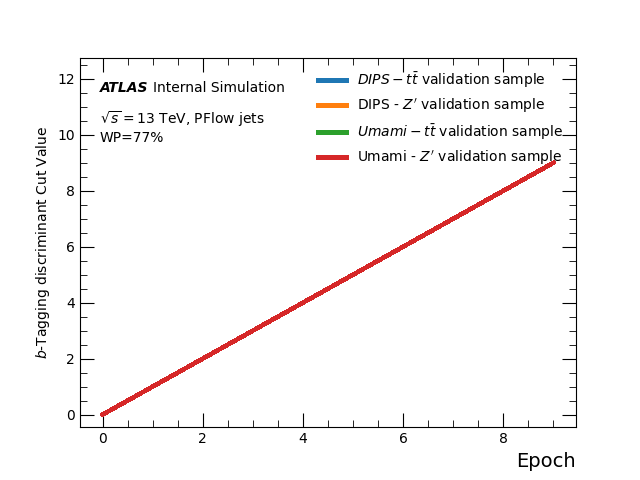 ATLAS Internal Simulation
√s = 13 TeV, PFlow jets
WP=77%
DIPS − tt̄ validation sample
DIPS - Z′ validation sample
Umami − tt̄ validation sample
Umami - Z′ validation sample
b-Tagging discriminant Cut Value
12
10
8
6
4
2
0
0 2 4 6 8
Epoch